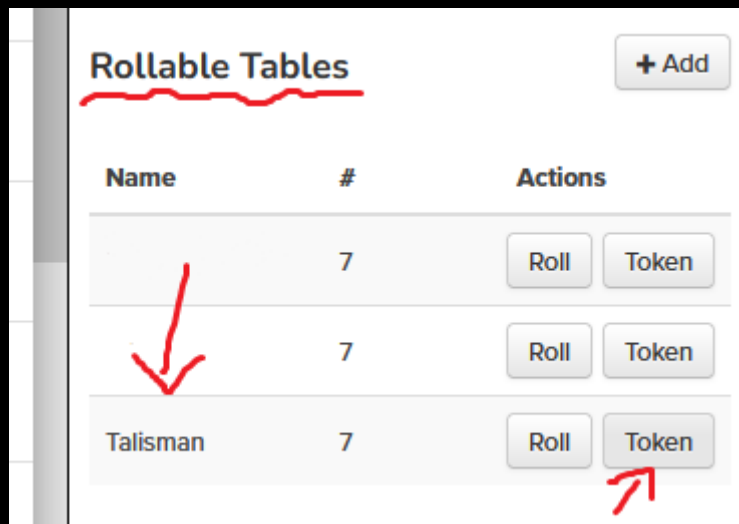 Rollable Tables
+ Add
Name # Actions
7 Roll Token
7 Roll Token
Talisman 7 Roll Token